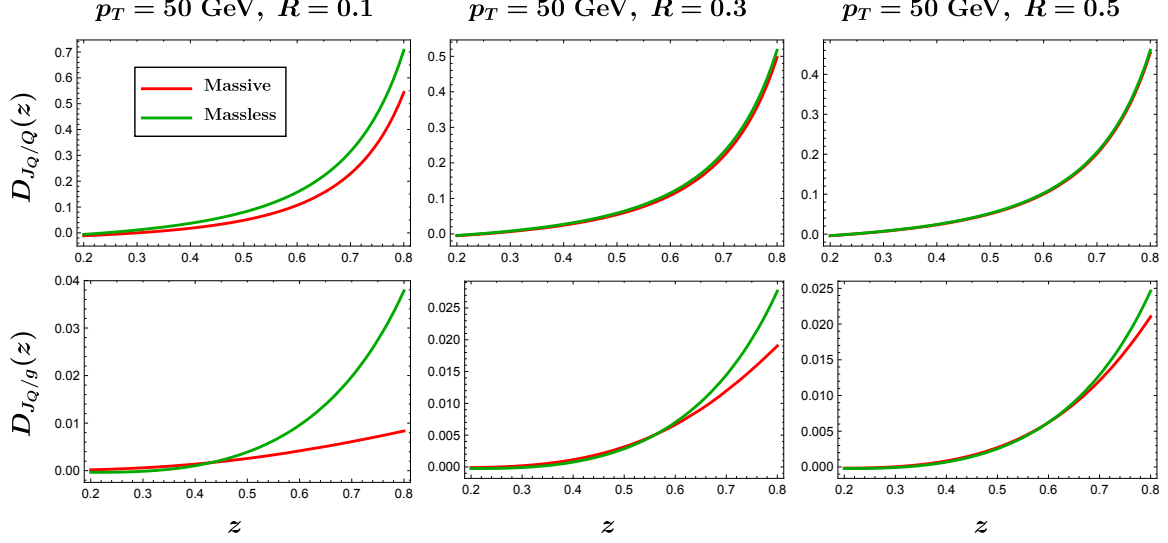 p_T = 50 GeV, R = 0.1
p_T = 50 GeV, R = 0.3
p_T = 50 GeV, R = 0.5
D_{J_Q/Q}(z)
0.7
0.6
0.5
0.4
0.3
0.2
0.1
0.0
Massive
Massless
0.2 0.3 0.4 0.5 0.6 0.7 0.8
0.5
0.4
0.3
0.2
0.1
0.0
0.2 0.3 0.4 0.5 0.6 0.7 0.8
0.4
0.3
0.2
0.1
0.0
0.2 0.3 0.4 0.5 0.6 0.7 0.8
D_{J_Q/g}(z)
0.04
0.03
0.02
0.01
0.00
0.2 0.3 0.4 0.5 0.6 0.7 0.8
z
0.025
0.020
0.015
0.010
0.005
0.000
0.2 0.3 0.4 0.5 0.6 0.7 0.8
z
0.025
0.020
0.015
0.010
0.005
0.000
0.2 0.3 0.4 0.5 0.6 0.7 0.8
z